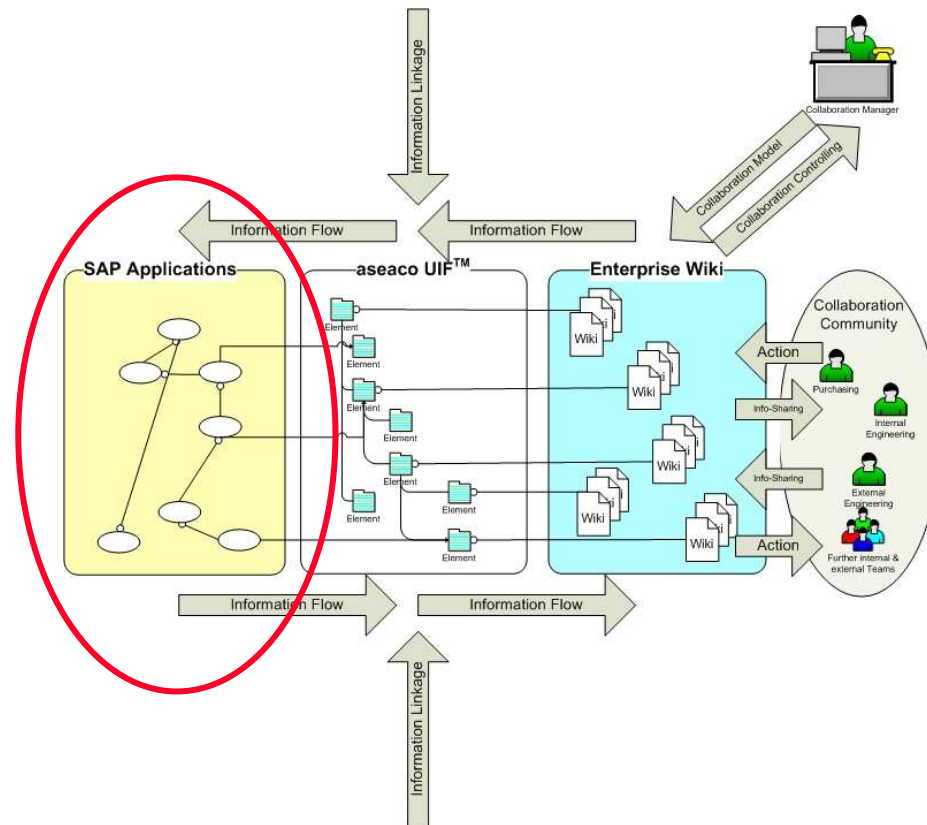 Information Linkage
Collaboration Manager
Collaboration Model
Collaboration Controlling
Information Flow
Information Flow
SAP Applications
aseaco UIF™
Enterprise Wiki
Collaboration
Community
Element
Element
Element
Element
Element
Element
Element
Element
Wiki
Wiki
Wiki
Wiki
Wiki
Action
Purchasing
Info-Sharing
Internal
Engineering
Info-Sharing
External
Engineering
Action
Further internal &
external Teams
Information Flow
Information Flow
Information Linkage